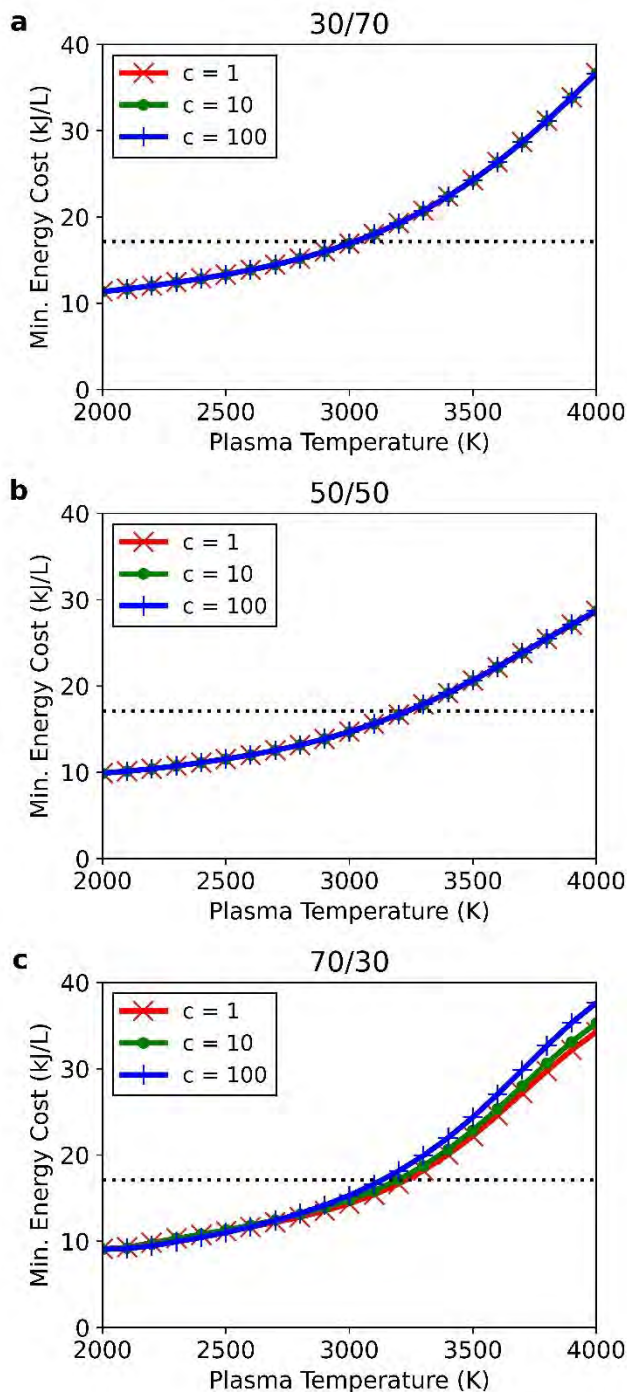 a
30/70
40
30
20
10
0
Min. Energy Cost (kJ/L)
c = 1
c = 10
c = 100
2000 2500 3000 3500 4000
Plasma Temperature (K)
b
50/50
40
30
20
10
0
Min. Energy Cost (kJ/L)
c = 1
c = 10
c = 100
2000 2500 3000 3500 4000
Plasma Temperature (K)
c
70/30
40
30
20
10
0
Min. Energy Cost (kJ/L)
c = 1
c = 10
c = 100
2000 2500 3000 3500 4000
Plasma Temperature (K)